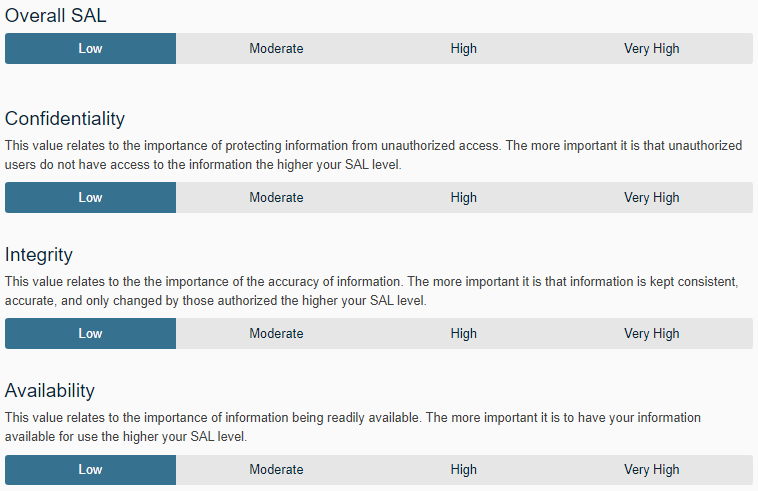 Overall SAL
Low Moderate High Very High
Confidentiality
This value relates to the importance of protecting information from unauthorized access. The more important it is that unauthorized
users do not have access to the information the higher your SAL level.
Low Moderate High Very High
Integrity
This value relates to the the importance of the accuracy of information. The more important it is that information is kept consistent,
accurate, and only changed by those authorized the higher your SAL level.
Low Moderate High Very High
Availability
This value relates to the importance of information being readily available. The more important it is to have your information
available for use the higher your SAL level.
Low Moderate High Very High